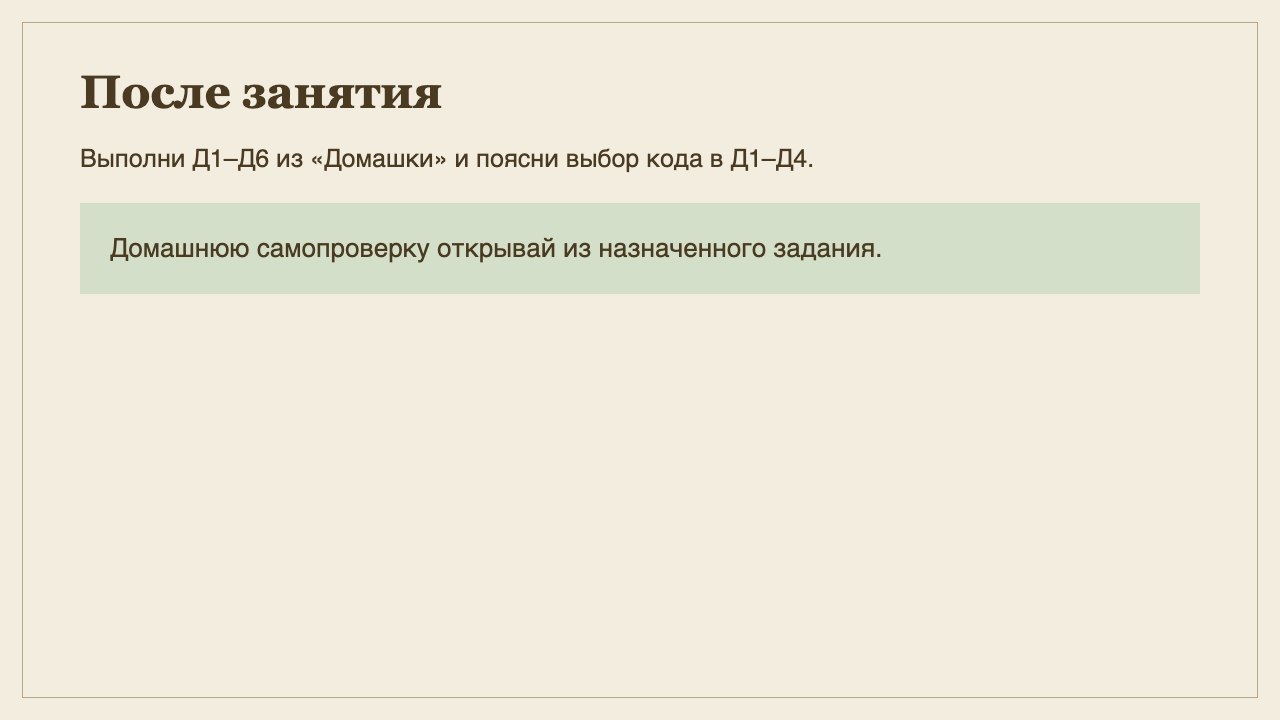 После занятия
Выполни Д1–Д6 из «Домашки» и поясни выбор кода в Д1–Д4.
Домашнюю самопроверку открывай из назначенного задания.